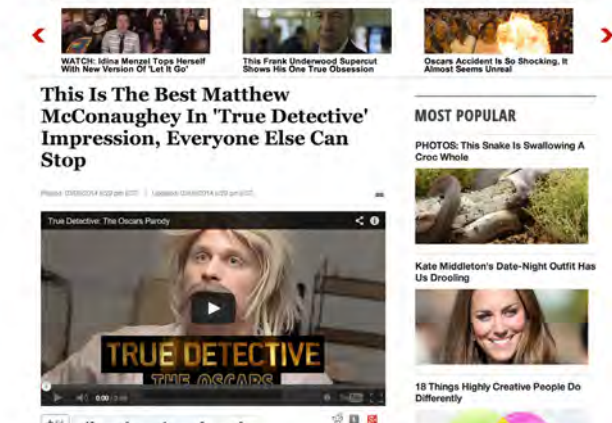 WATCH: Idina Menzel Tops Herself
With New Version Of 'Let It Go'
This Frank Underwood Supercut
Shows His One True Obsession
Oscars Accident Is So Shocking, It
Almost Seems Unreal
This Is The Best Matthew
McConaughey In 'True Detective'
Impression, Everyone Else Can
Stop
True Detective: The Oscars Parody
TRUE DETECTIVE
THE OSCARS
0:00
MOST POPULAR
PHOTOS: This Snake Is Swallowing A
Croc Whole
Kate Middleton's Date-Night Outfit Has
Us Drooling
18 Things Highly Creative People Do
Differently